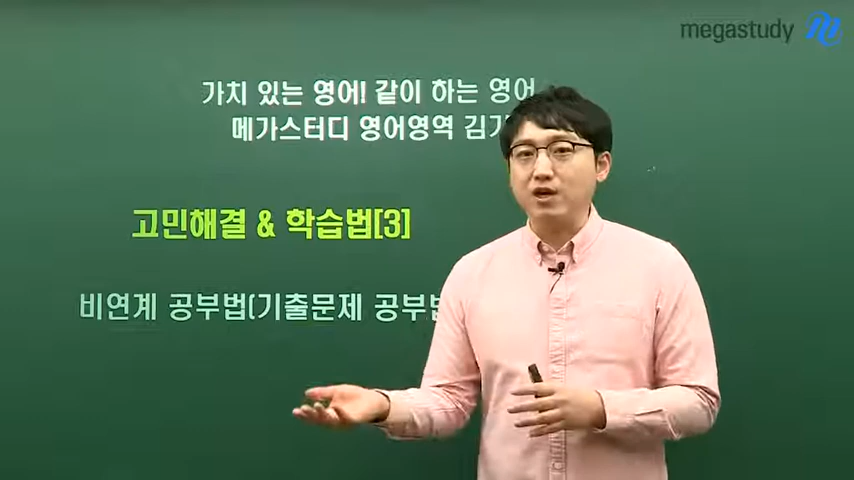 megastudy
가치 있는 영어! 같이 하는 영어
메가스터디 영어영역
고민해결 & 학습법[3]
비연계 공부법(기출문제